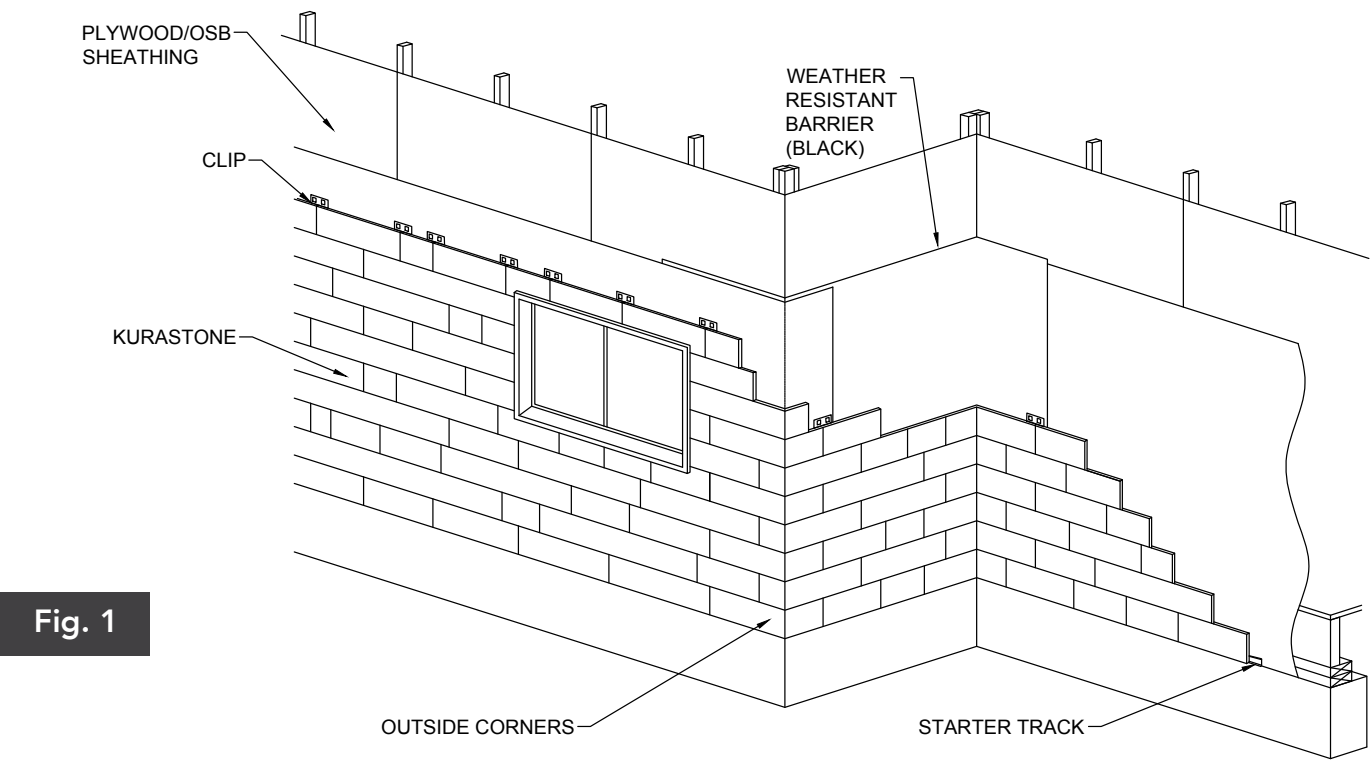 PLYWOOD/OSB
SHEATHING
WEATHER
RESISTANT
BARRIER
(BLACK)
CLIP
KURASTONE
Fig. 1
OUTSIDE CORNERS
STARTER TRACK